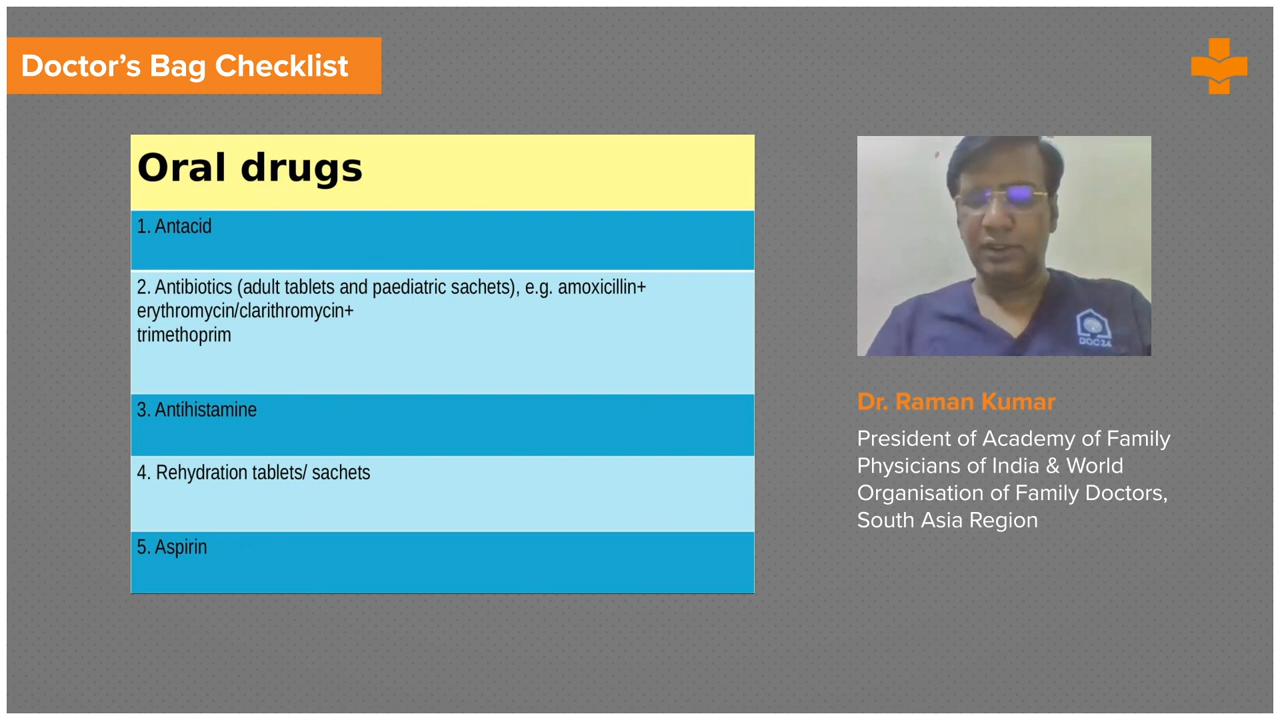 Doctor’s Bag Checklist
Oral drugs
1. Antacid
2. Antibiotics (adult tablets and paediatric sachets), e.g. amoxicillin+
erythromycin/clarithromycin+
trimethoprim
3. Antihistamine
4. Rehydration tablets/ sachets
5. Aspirin
DOC24
Dr. Raman Kumar
President of Academy of Family
Physicians of India & World
Organisation of Family Doctors,
South Asia Region